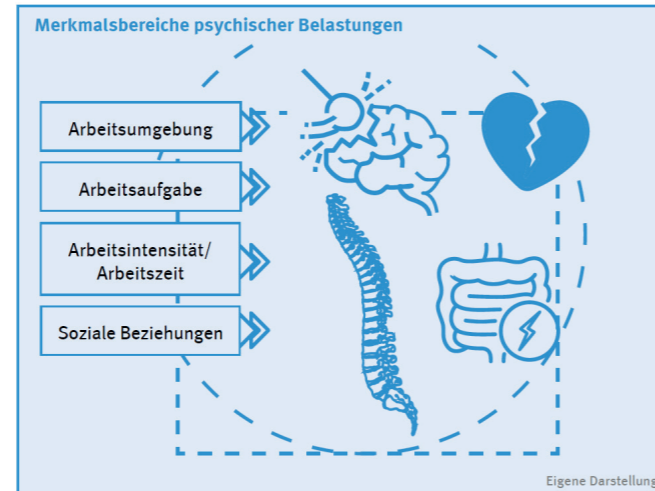 Merkmalsbereiche psychischer Belastungen
Arbeitsumgebung
Arbeitsaufgabe
Arbeitsintensität/
Arbeitszeit
Soziale Beziehungen
Eigene Darstellung